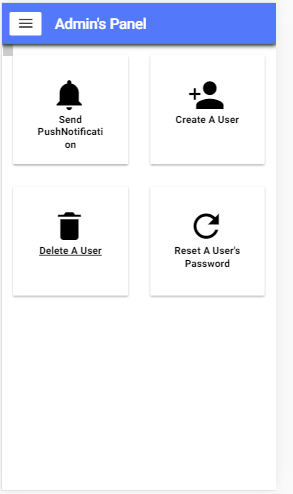 Admin's Panel
Send
PushNotificati
on
Create A User
Delete A User
Reset A User's
Password